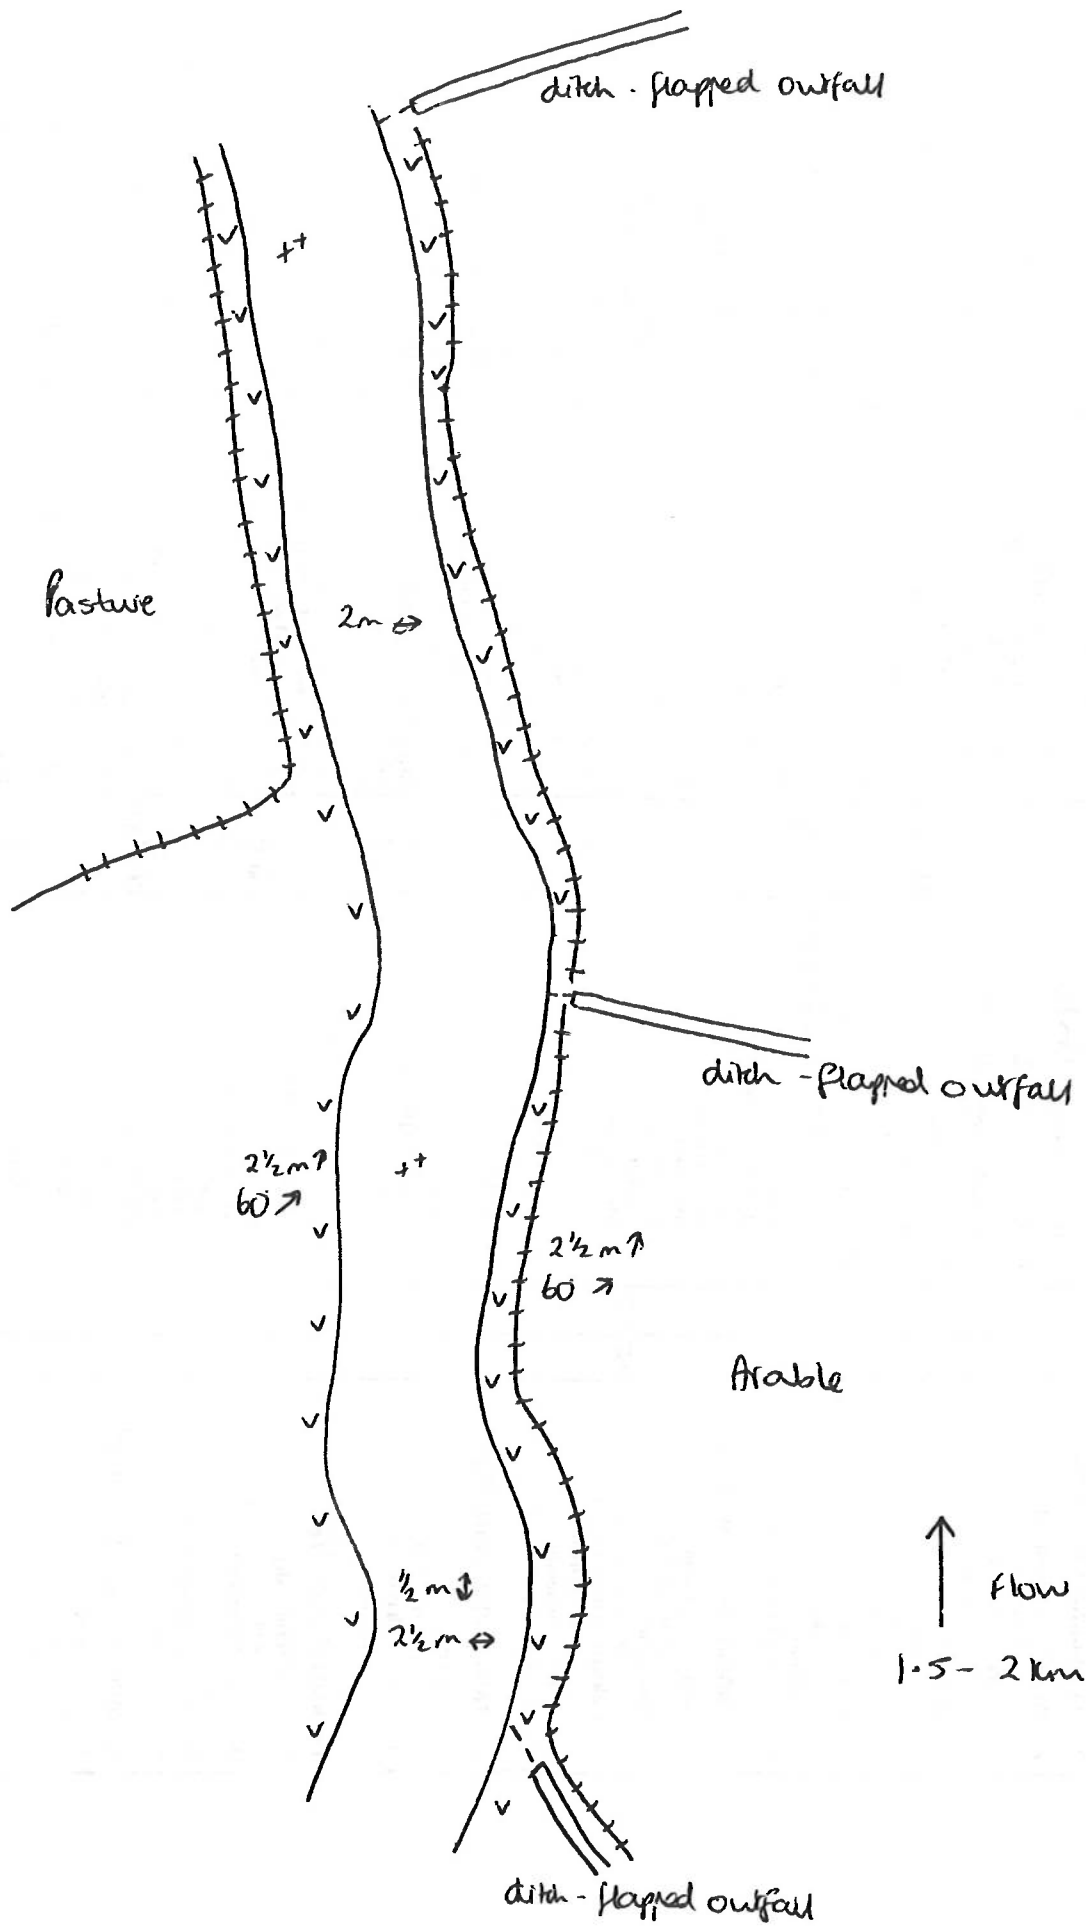 ditch - flapped outfall
Pasture
2m ↔
ditch - flapped outfall
2½m↑
60 ↗
2½m↑
60 ↗
Arable
½m↕
2½m↔
Flow
1.5 - 2km
ditch - flapped outfall